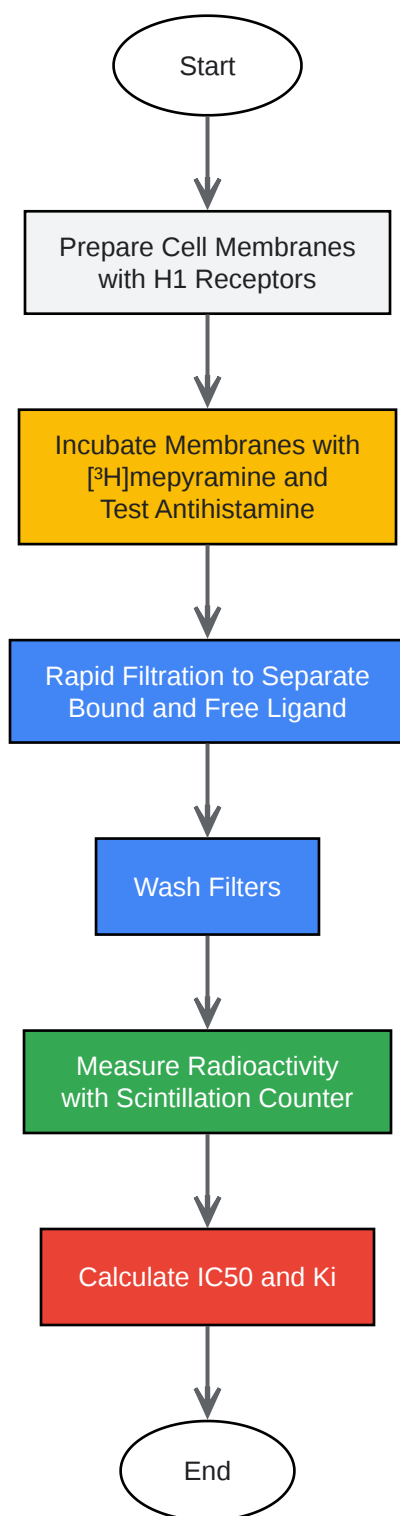 Start
Prepare Cell Membranes
with H1 Receptors
Incubate Membranes with
[³H]mepyramine and
Test Antihistamine
Rapid Filtration to Separate
Bound and Free Ligand
Wash Filters
Measure Radioactivity
with Scintillation Counter
Calculate IC50 and Ki
End